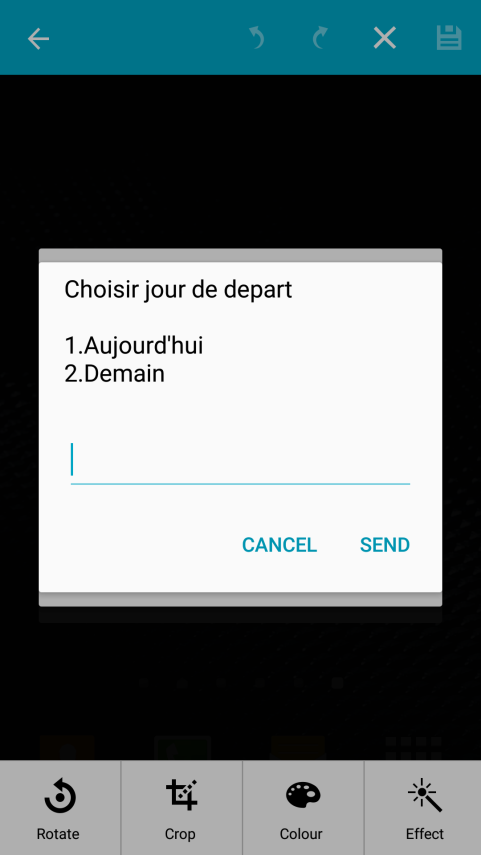 Choisir jour de depart
1.Aujourd'hui
2.Demain
CANCEL SEND
Rotate Crop Colour Effect